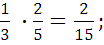 1/3 · 2/5 = 2/15;